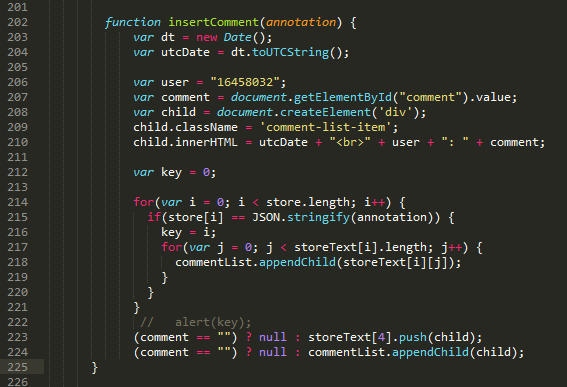 201
202 function insertComment(annotation) {
203 var dt = new Date();
204 var utcDate = dt.toUTCString();
205
206 var user = "16458032";
207 var comment = document.getElementById("comment").value;
208 var child = document.createElement('div');
209 child.className = 'comment-list-item';
210 child.innerHTML = utcDate + "<br>" + user + ": " + comment;
211
212 var key = 0;
213
214 for(var i = 0; i < store.length; i++) {
215 if(store[i] == JSON.stringify(annotation)) {
216 key = i;
217 for(var j = 0; j < storeText[i].length; j++) {
218 commentList.appendChild(storeText[i][j]);
219 }
220 }
221 }
222 // alert(key);
223 (comment == "") ? null : storeText[4].push(child);
224 (comment == "") ? null : commentList.appendChild(child);
225 }
226